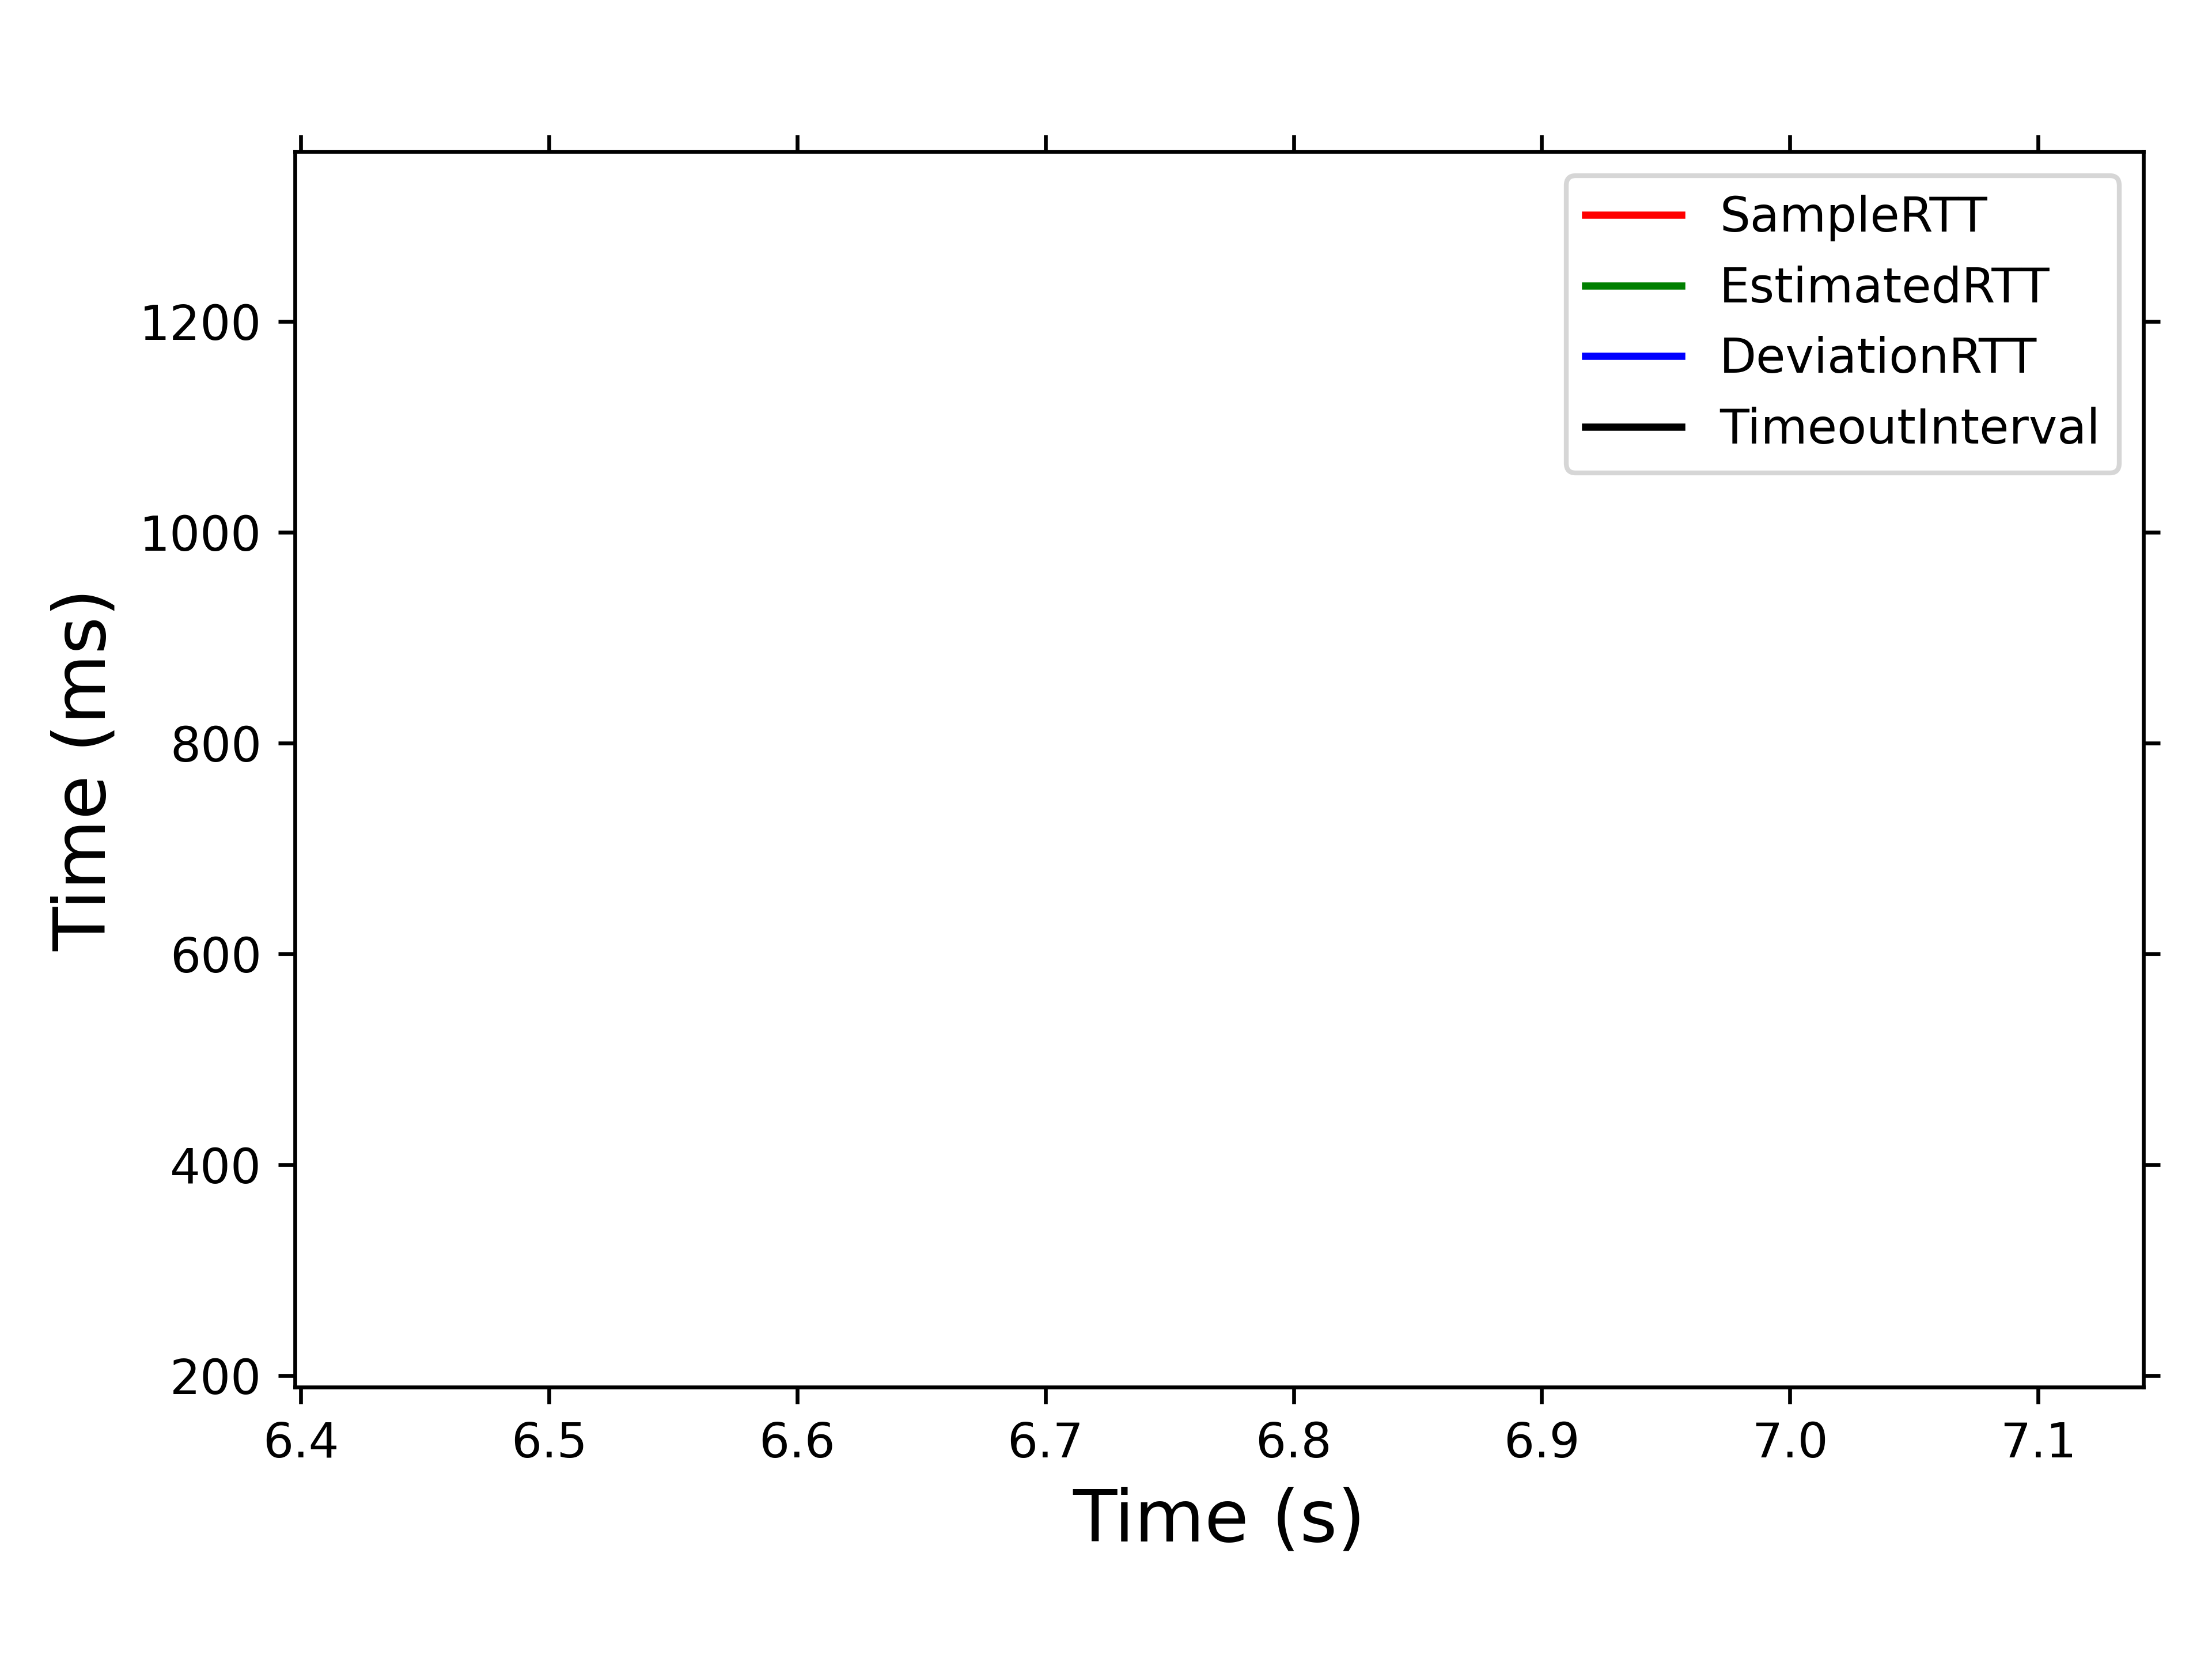 SampleRTT
EstimatedRTT
DeviationRTT
TimeoutInterval
Time (ms)
1200
1000
800
600
400
200
6.4 6.5 6.6 6.7 6.8 6.9 7.0 7.1
Time (s)